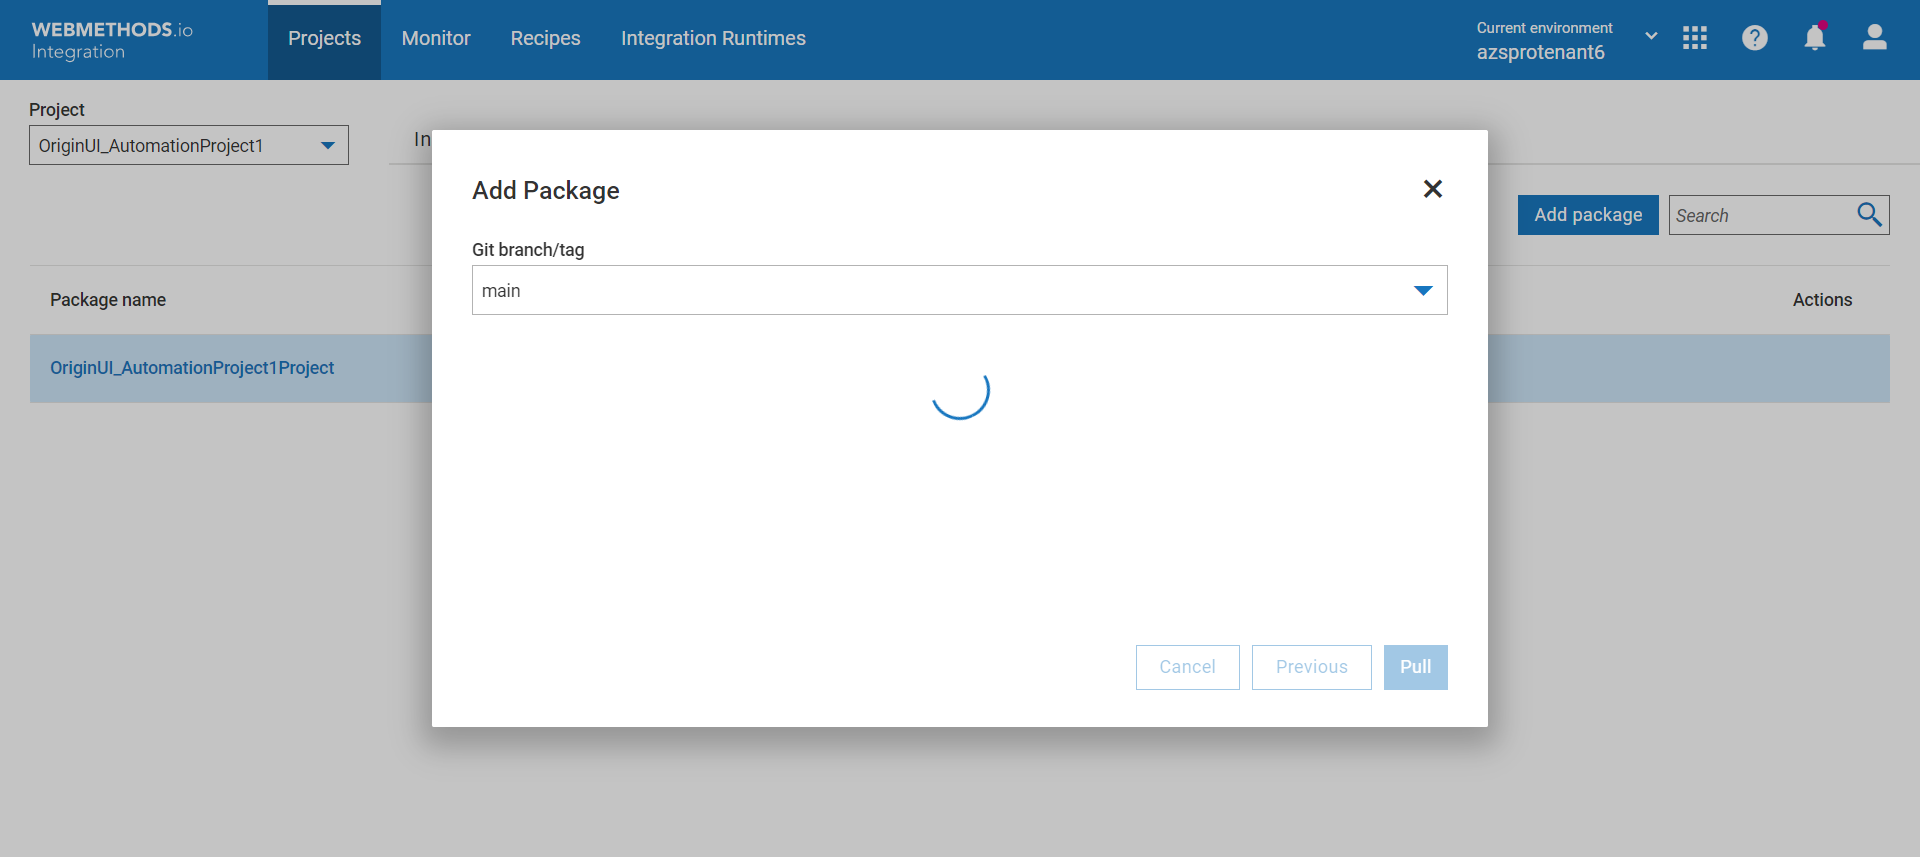 WEBMETHODS.io
Integration
Projects
Monitor
Recipes
Integration Runtimes
Current environment
azsprotenant6
Project
OriginUI_AutomationProject1
In
Add Package
Add package
Search
Git branch/tag
main
Package name
Actions
OriginUI_AutomationProject1Project
Cancel
Previous
Pull